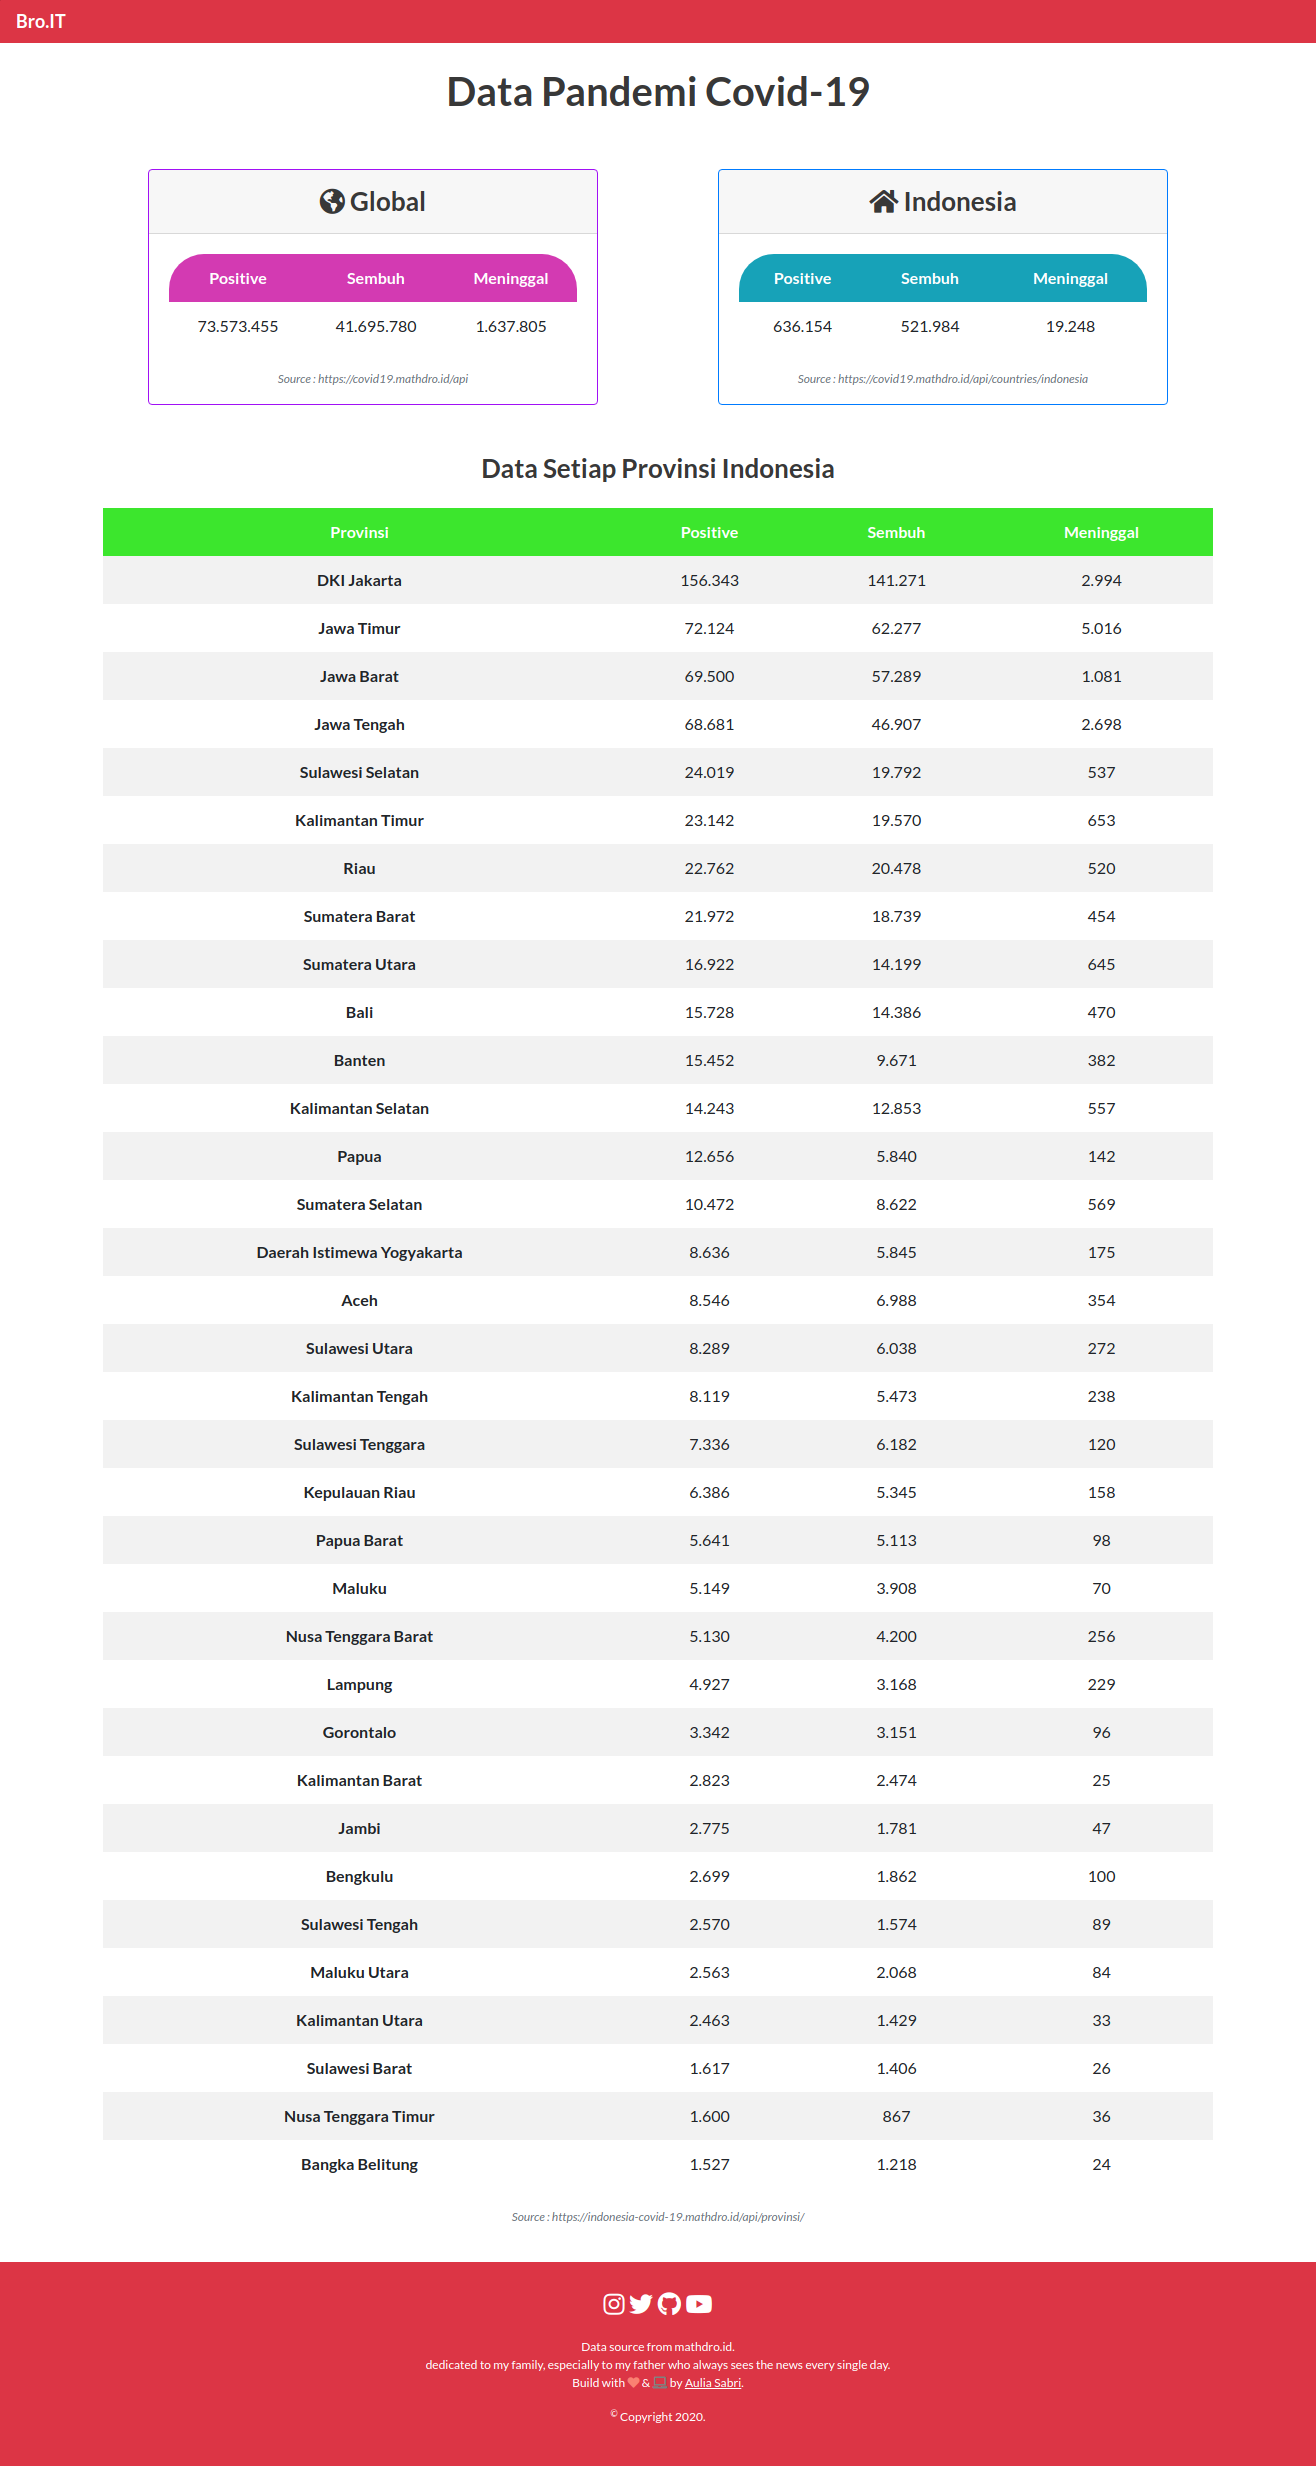 Bro.IT
Data Pandemi Covid-19
Global
Positive Sembuh Meninggal
73.573.455 41.695.780 1.637.805
Source : https://covid19.mathdro.id/api
Indonesia
Positive Sembuh Meninggal
636.154 521.984 19.248
Source : https://covid19.mathdro.id/api/countries/indonesia
Data Setiap Provinsi Indonesia
Provinsi Positive Sembuh Meninggal
DKI Jakarta 156.343 141.271 2.994
Jawa Timur 72.124 62.277 5.016
Jawa Barat 69.500 57.289 1.081
Jawa Tengah 68.681 46.907 2.698
Sulawesi Selatan 24.019 19.792 537
Kalimantan Timur 23.142 19.570 653
Riau 22.762 20.478 520
Sumatera Barat 21.972 18.739 454
Sumatera Utara 16.922 14.199 645
Bali 15.728 14.386 470
Banten 15.452 9.671 382
Kalimantan Selatan 14.243 12.853 557
Papua 12.656 5.840 142
Sumatera Selatan 10.472 8.622 569
Daerah Istimewa Yogyakarta 8.636 5.845 175
Aceh 8.546 6.988 354
Sulawesi Utara 8.289 6.038 272
Kalimantan Tengah 8.119 5.473 238
Sulawesi Tenggara 7.336 6.182 120
Kepulauan Riau 6.386 5.345 158
Papua Barat 5.641 5.113 98
Maluku 5.149 3.908 70
Nusa Tenggara Barat 5.130 4.200 256
Lampung 4.927 3.168 229
Gorontalo 3.342 3.151 96
Kalimantan Barat 2.823 2.474 25
Jambi 2.775 1.781 47
Bengkulu 2.699 1.862 100
Sulawesi Tengah 2.570 1.574 89
Maluku Utara 2.563 2.068 84
Kalimantan Utara 2.463 1.429 33
Sulawesi Barat 1.617 1.406 26
Nusa Tenggara Timur 1.600 867 36
Bangka Belitung 1.527 1.218 24
Source : https://indonesia-covid-19.mathdro.id/api/provinsi/
Data source from mathdro.id.
dedicated to my family, especially to my father who always sees the news every single day.
Build with ❤ & 💻 by Aulia Sabri.
© Copyright 2020.